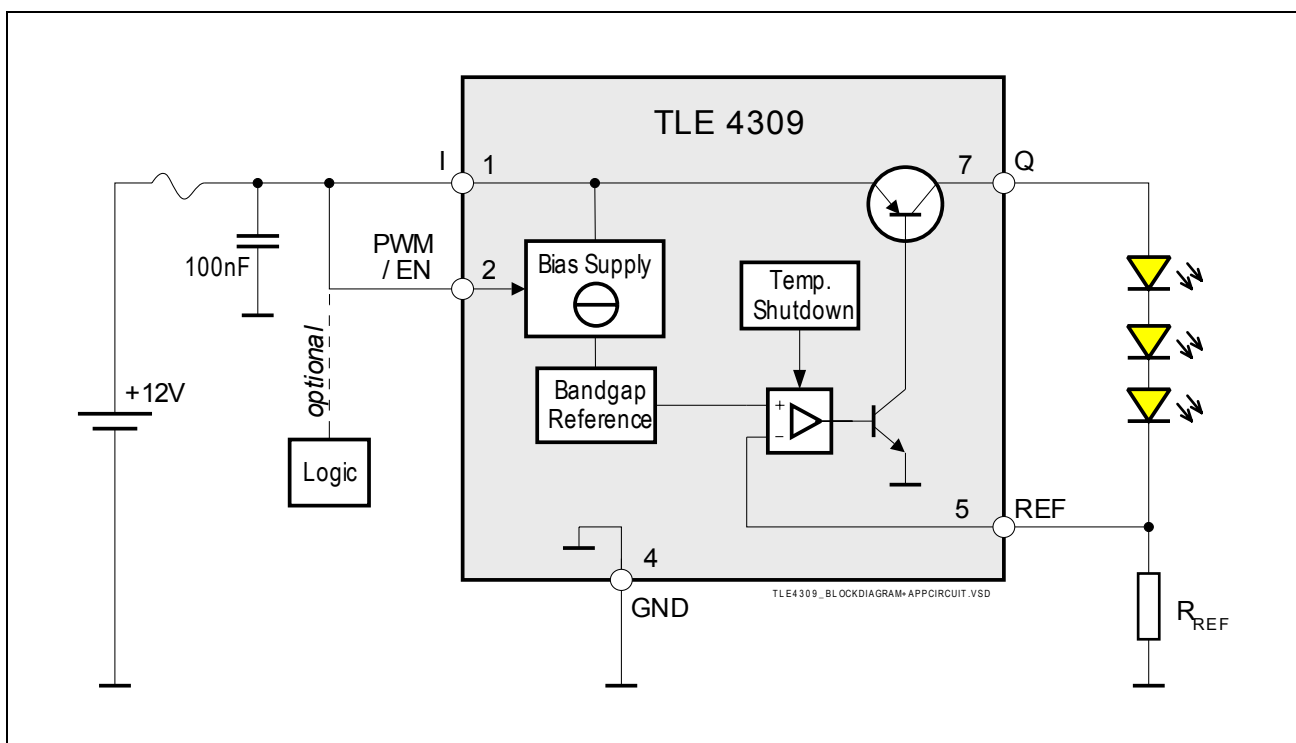 TLE 4309
I
1
7
Q
PWM
/ EN
2
100nF
Bias Supply
Temp.
Shutdown
optional
+12V
Bandgap
Reference
+
−
Logic
5
REF
4
GND
TLE4309_BLOCKDIAGRAM+APPCIRCUIT.VSD
RREF